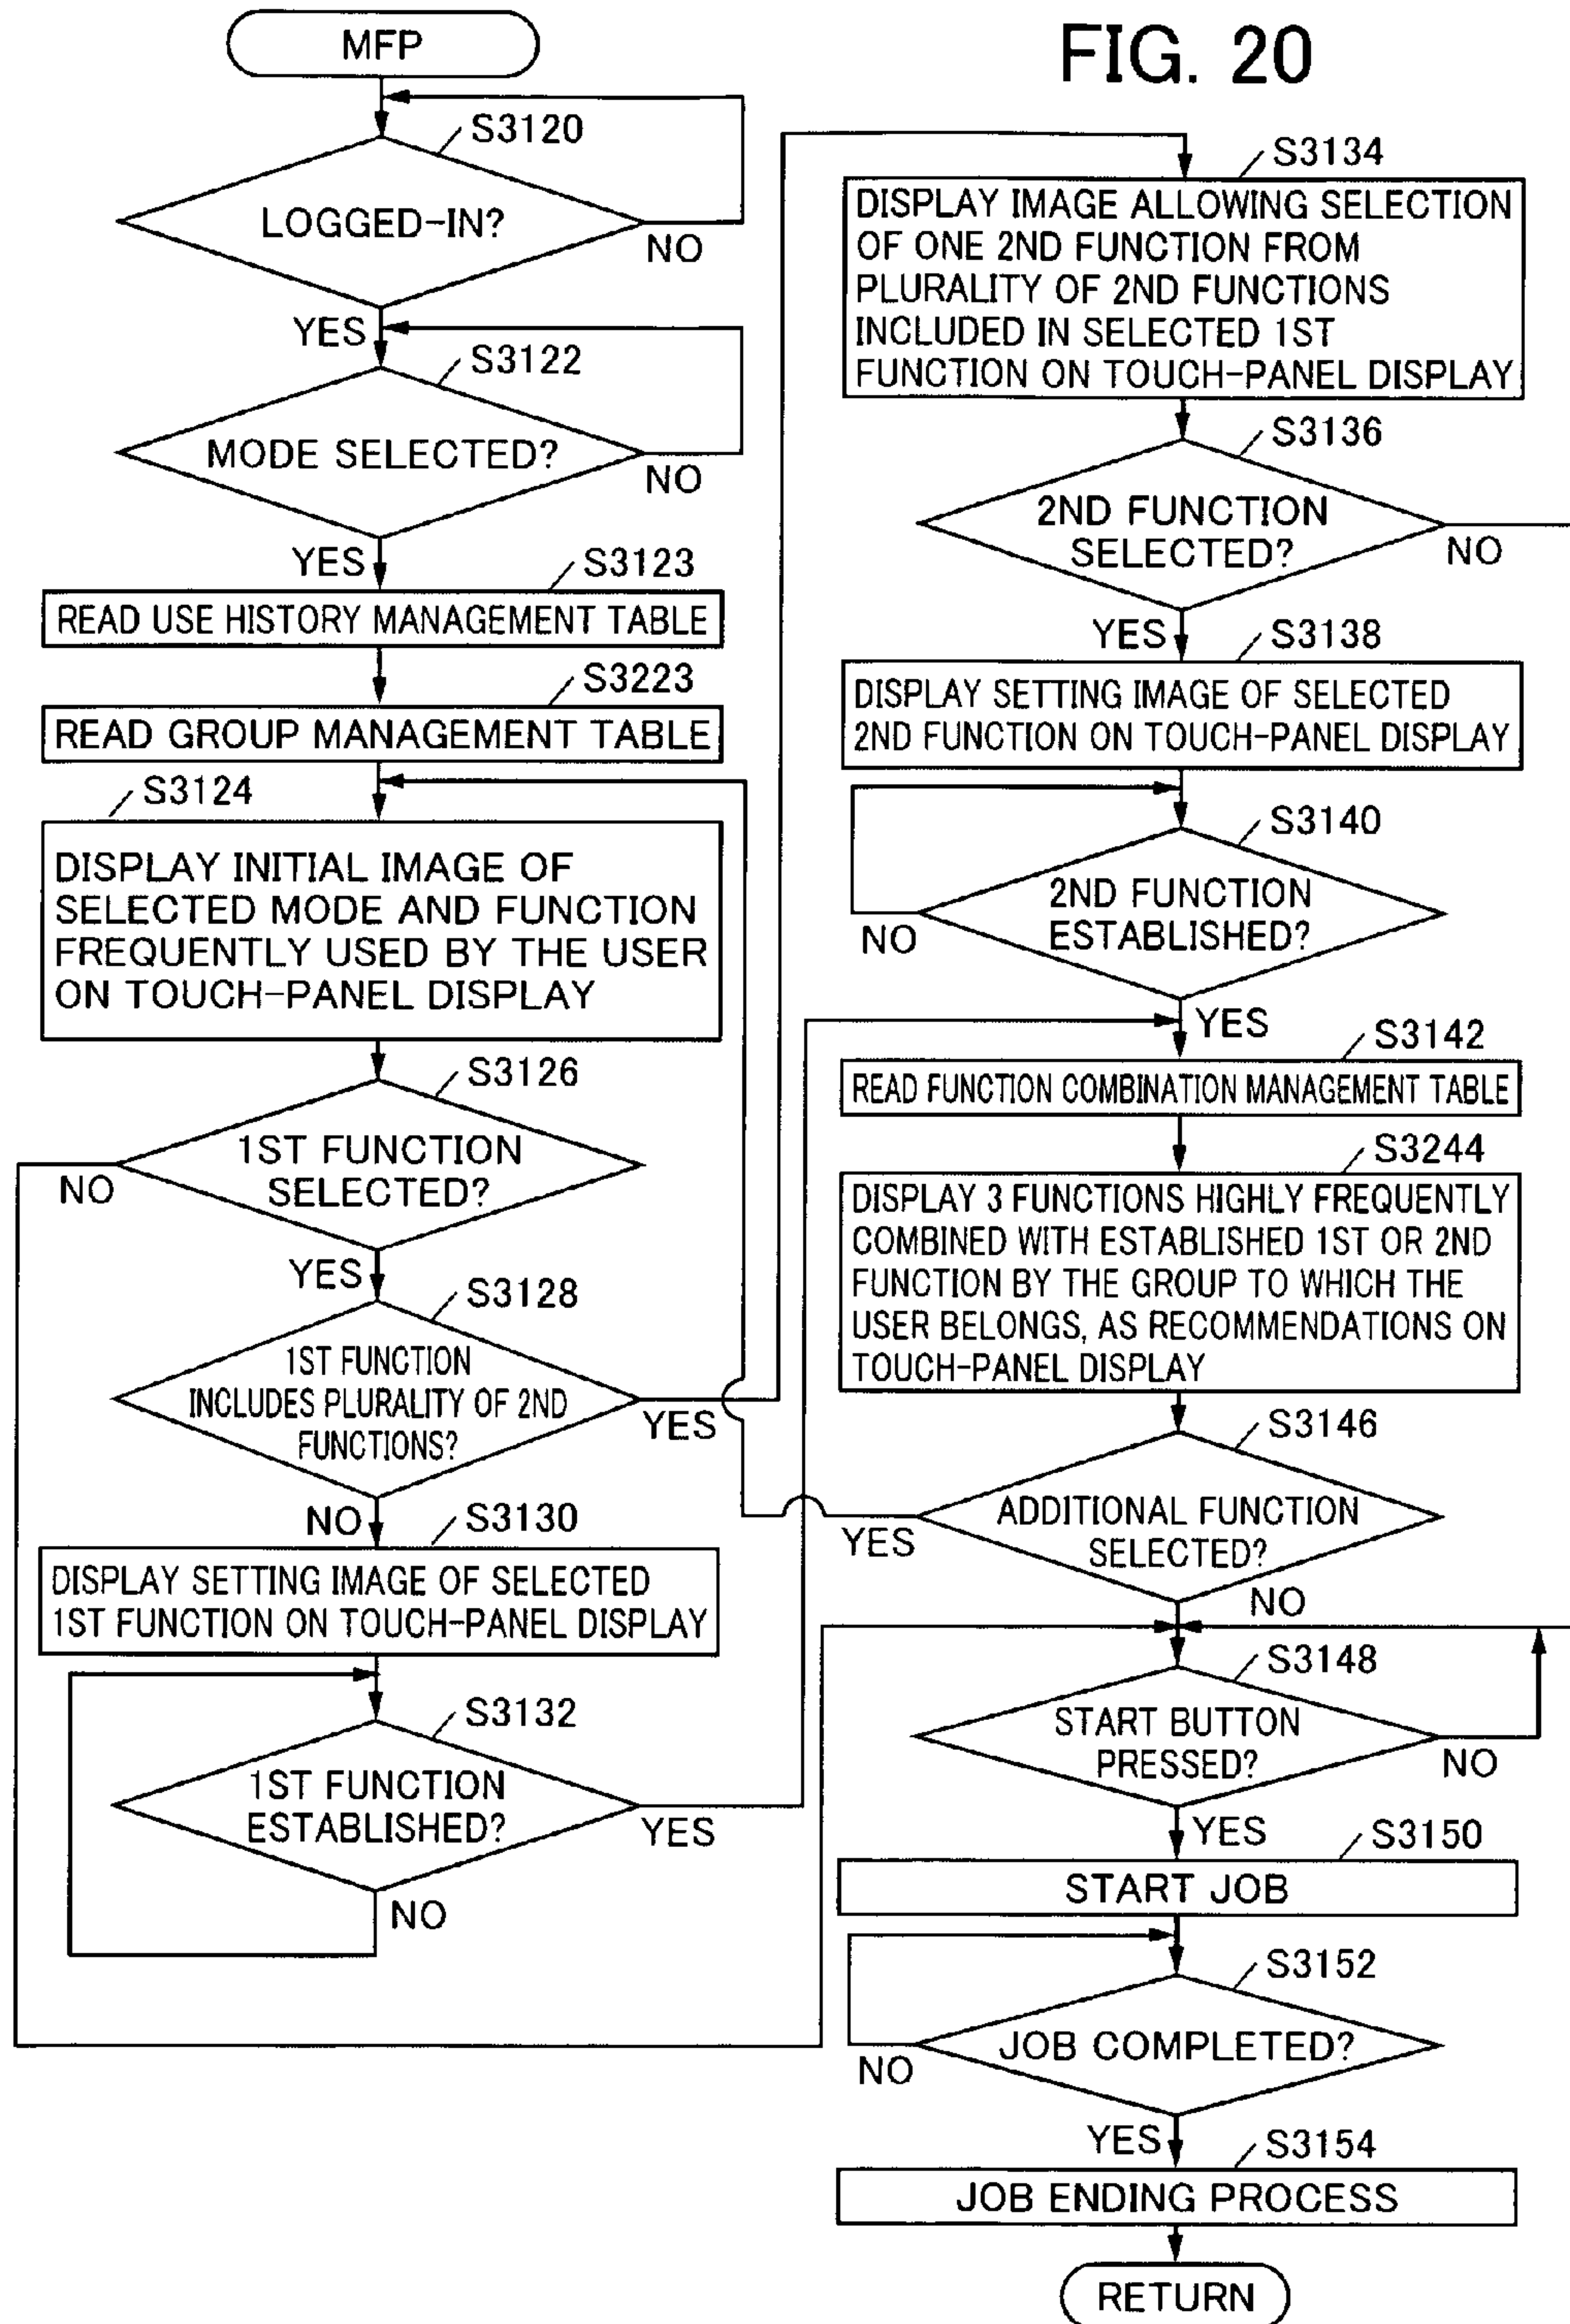 FIG. 20
MFP
S3120
LOGGED-IN?
NO
YES
S3122
MODE SELECTED?
NO
YES
S3123
READ USE HISTORY MANAGEMENT TABLE
S3223
READ GROUP MANAGEMENT TABLE
S3124
DISPLAY INITIAL IMAGE OF
SELECTED MODE AND FUNCTION
FREQUENTLY USED BY THE USER
ON TOUCH-PANEL DISPLAY
S3126
1ST FUNCTION
SELECTED?
NO
YES
S3128
1ST FUNCTION
INCLUDES PLURALITY OF 2ND
FUNCTIONS?
YES
NO
S3130
DISPLAY SETTING IMAGE OF SELECTED
1ST FUNCTION ON TOUCH-PANEL DISPLAY
S3132
1ST FUNCTION
ESTABLISHED?
YES
NO
S3134
DISPLAY IMAGE ALLOWING SELECTION
OF ONE 2ND FUNCTION FROM
PLURALITY OF 2ND FUNCTIONS
INCLUDED IN SELECTED 1ST
FUNCTION ON TOUCH-PANEL DISPLAY
S3136
2ND FUNCTION
SELECTED?
NO
YES
S3138
DISPLAY SETTING IMAGE OF SELECTED
2ND FUNCTION ON TOUCH-PANEL DISPLAY
S3140
2ND FUNCTION
ESTABLISHED?
NO
YES
S3142
READ FUNCTION COMBINATION MANAGEMENT TABLE
S3244
DISPLAY 3 FUNCTIONS HIGHLY FREQUENTLY
COMBINED WITH ESTABLISHED 1ST OR 2ND
FUNCTION BY THE GROUP TO WHICH THE
USER BELONGS, AS RECOMMENDATIONS ON
TOUCH-PANEL DISPLAY
S3146
ADDITIONAL FUNCTION
SELECTED?
YES
NO
S3148
START BUTTON
PRESSED?
NO
YES
S3150
START JOB
S3152
JOB COMPLETED?
NO
YES
S3154
JOB ENDING PROCESS
RETURN